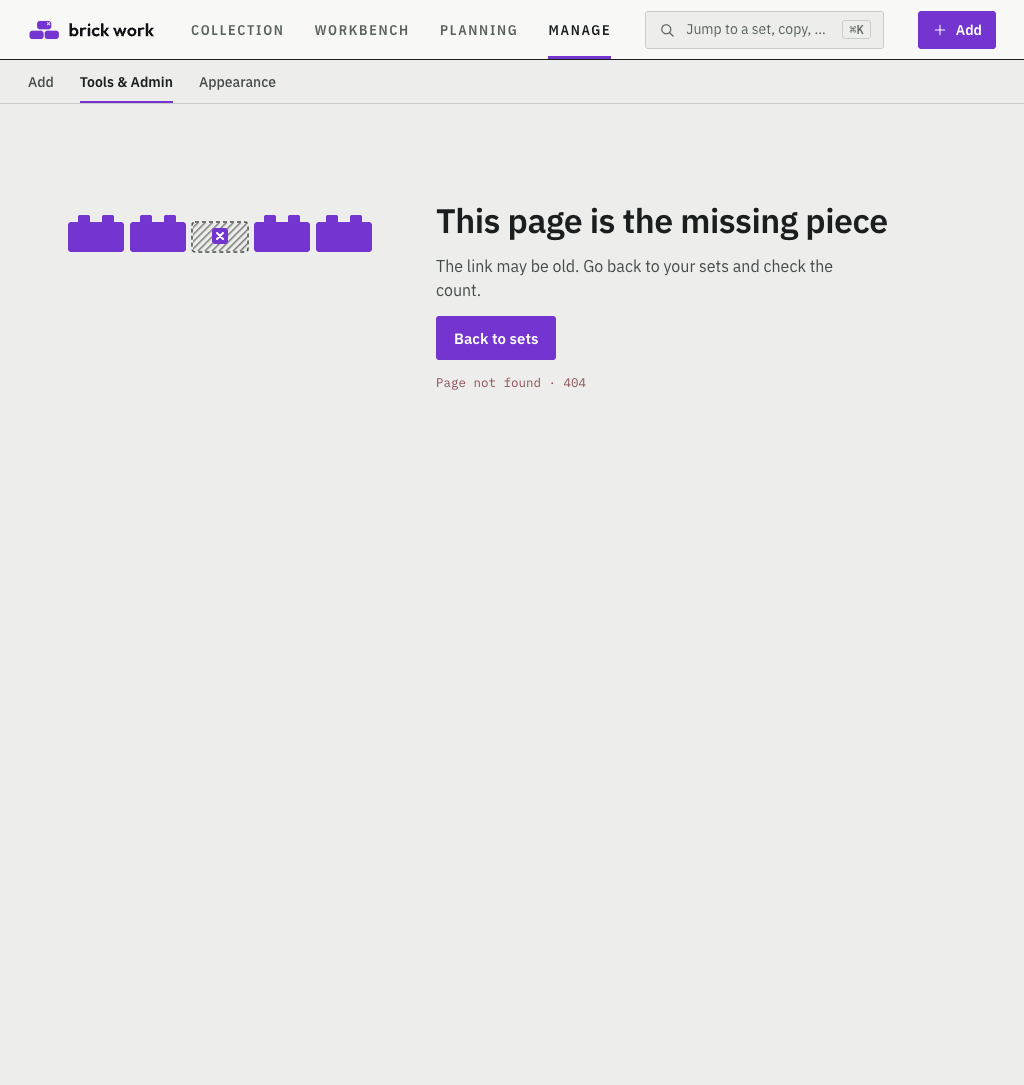 brick work
COLLECTION
WORKBENCH
PLANNING
MANAGE
Jump to a set, copy, ...
⌘K
+ Add
Add
Tools & Admin
Appearance
This page is the missing piece
The link may be old. Go back to your sets and check the
count.
Back to sets
Page not found · 404